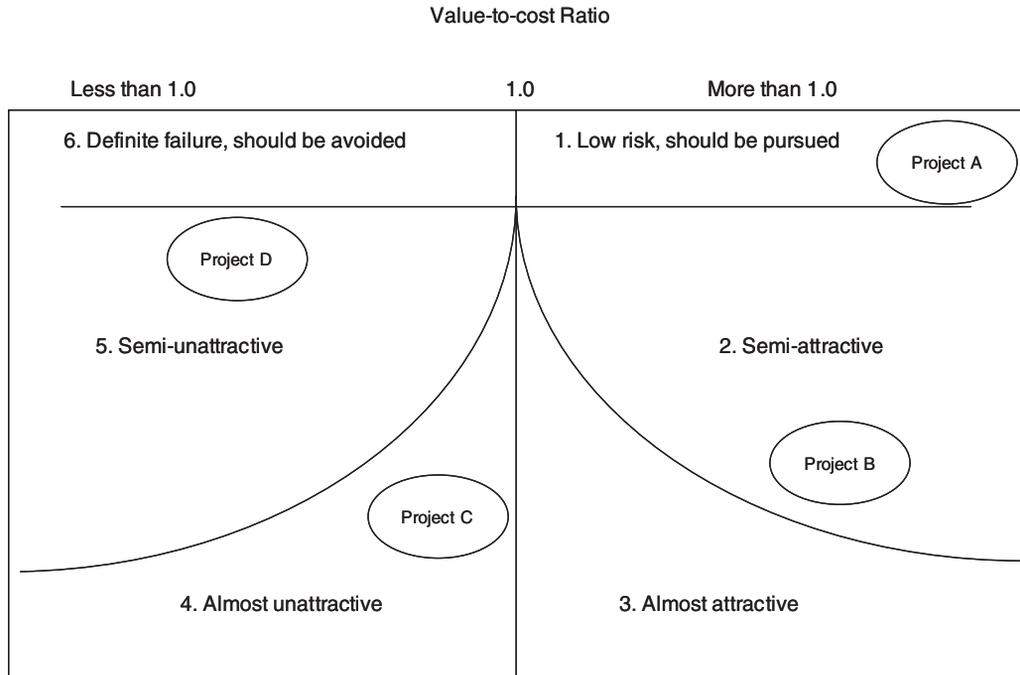 Value-to-cost Ratio
Less than 1.0
1.0
More than 1.0
6. Definite failure, should be avoided
1. Low risk, should be pursued
Project A
Project D
5. Semi-unattractive
2. Semi-attractive
Project B
Project C
4. Almost unattractive
3. Almost attractive